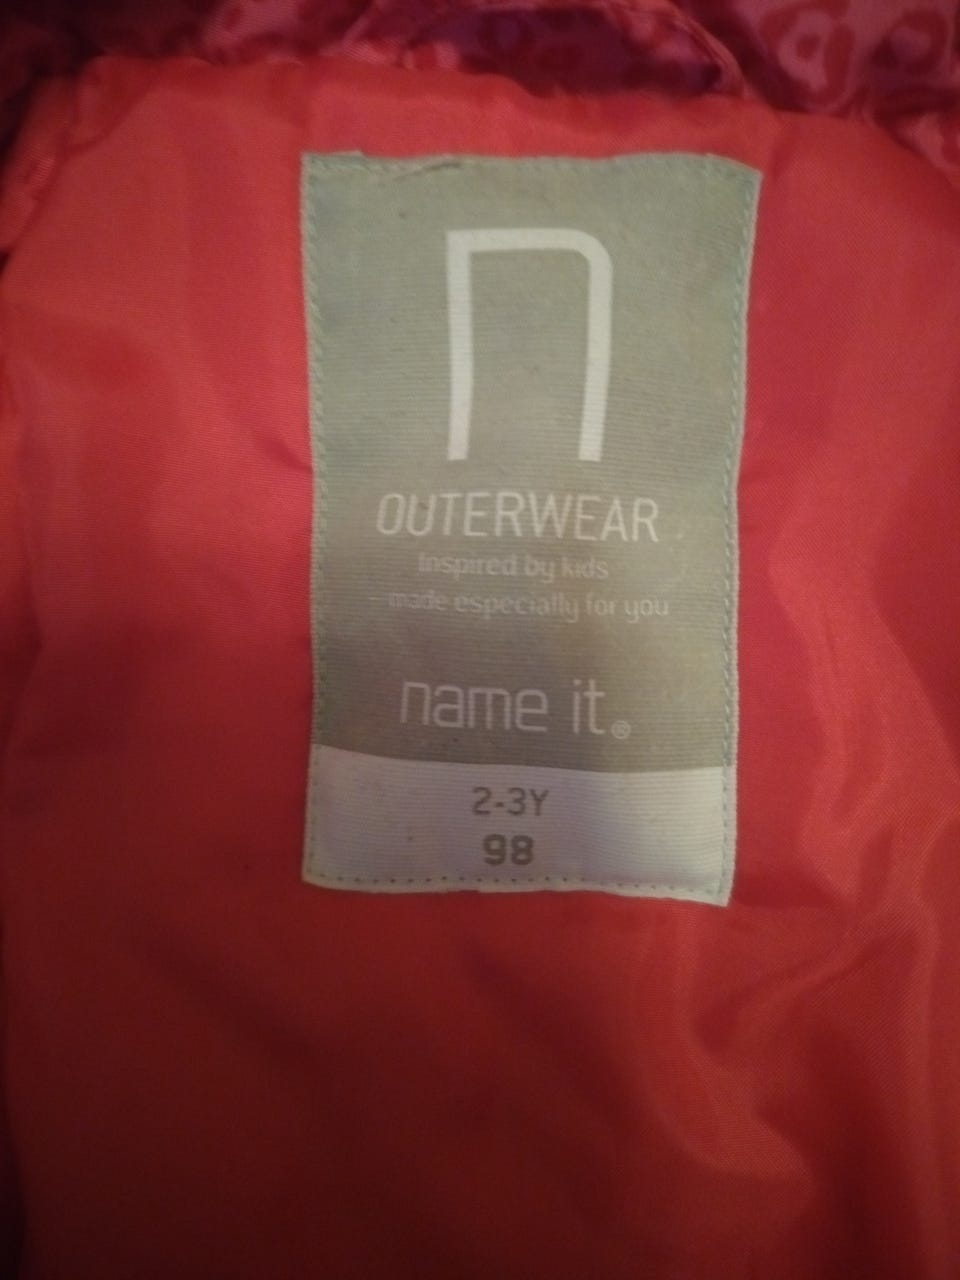 n
OUTERWEAR
Inspired by kids
– made especially for you
name it®
2-3Y
98